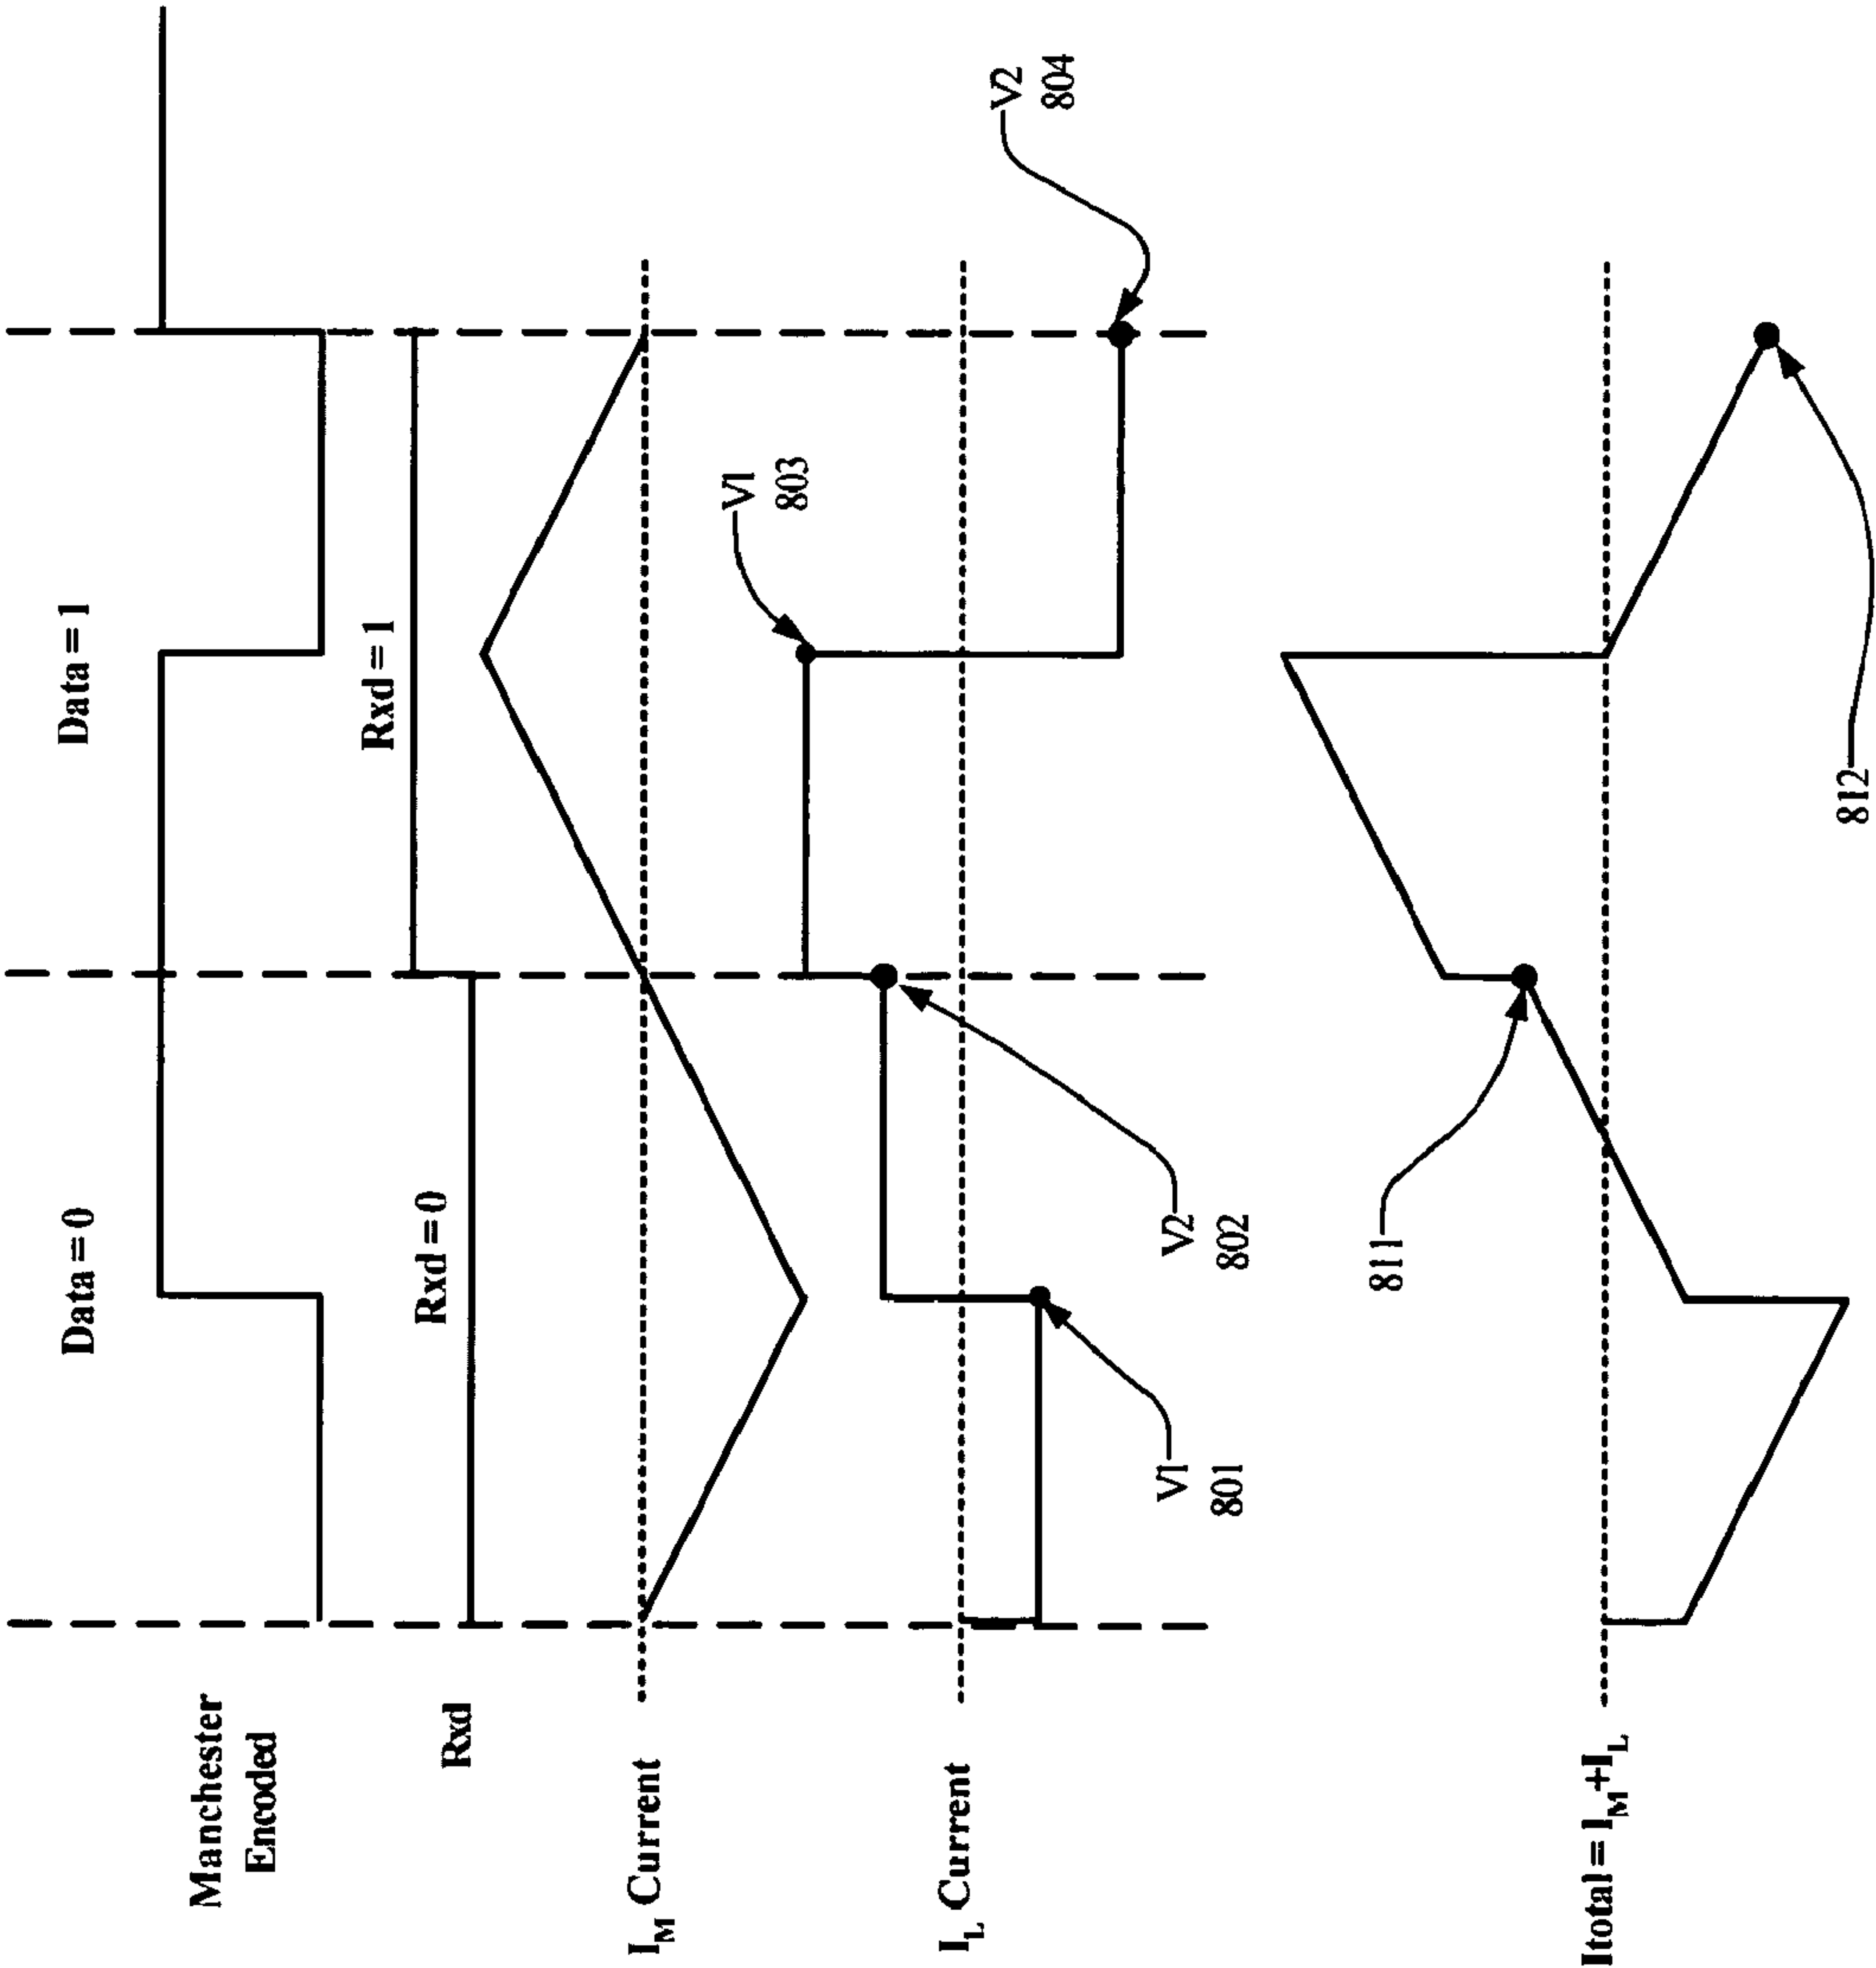 Data=0
Data=1
Manchester
Encoded
Rxd
Rxd=0
Rxd=1
I_M Current
I_L Current
V1
801
V2
802
V1
803
V2
804
Itotal=I_M+I_L
811
812